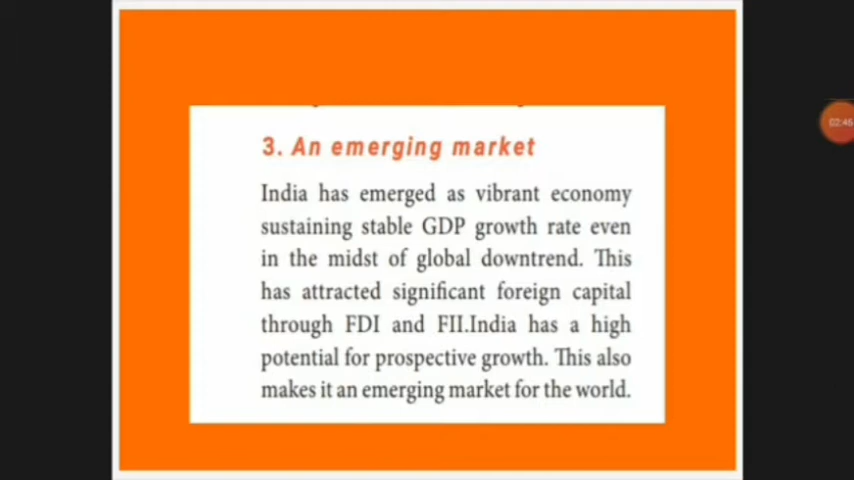 3. An emerging market
India has emerged as vibrant economy
sustaining stable GDP growth rate even
in the midst of global downtrend. This
has attracted significant foreign capital
through FDI and FII.India has a high
potential for prospective growth. This also
makes it an emerging market for the world.
02:46